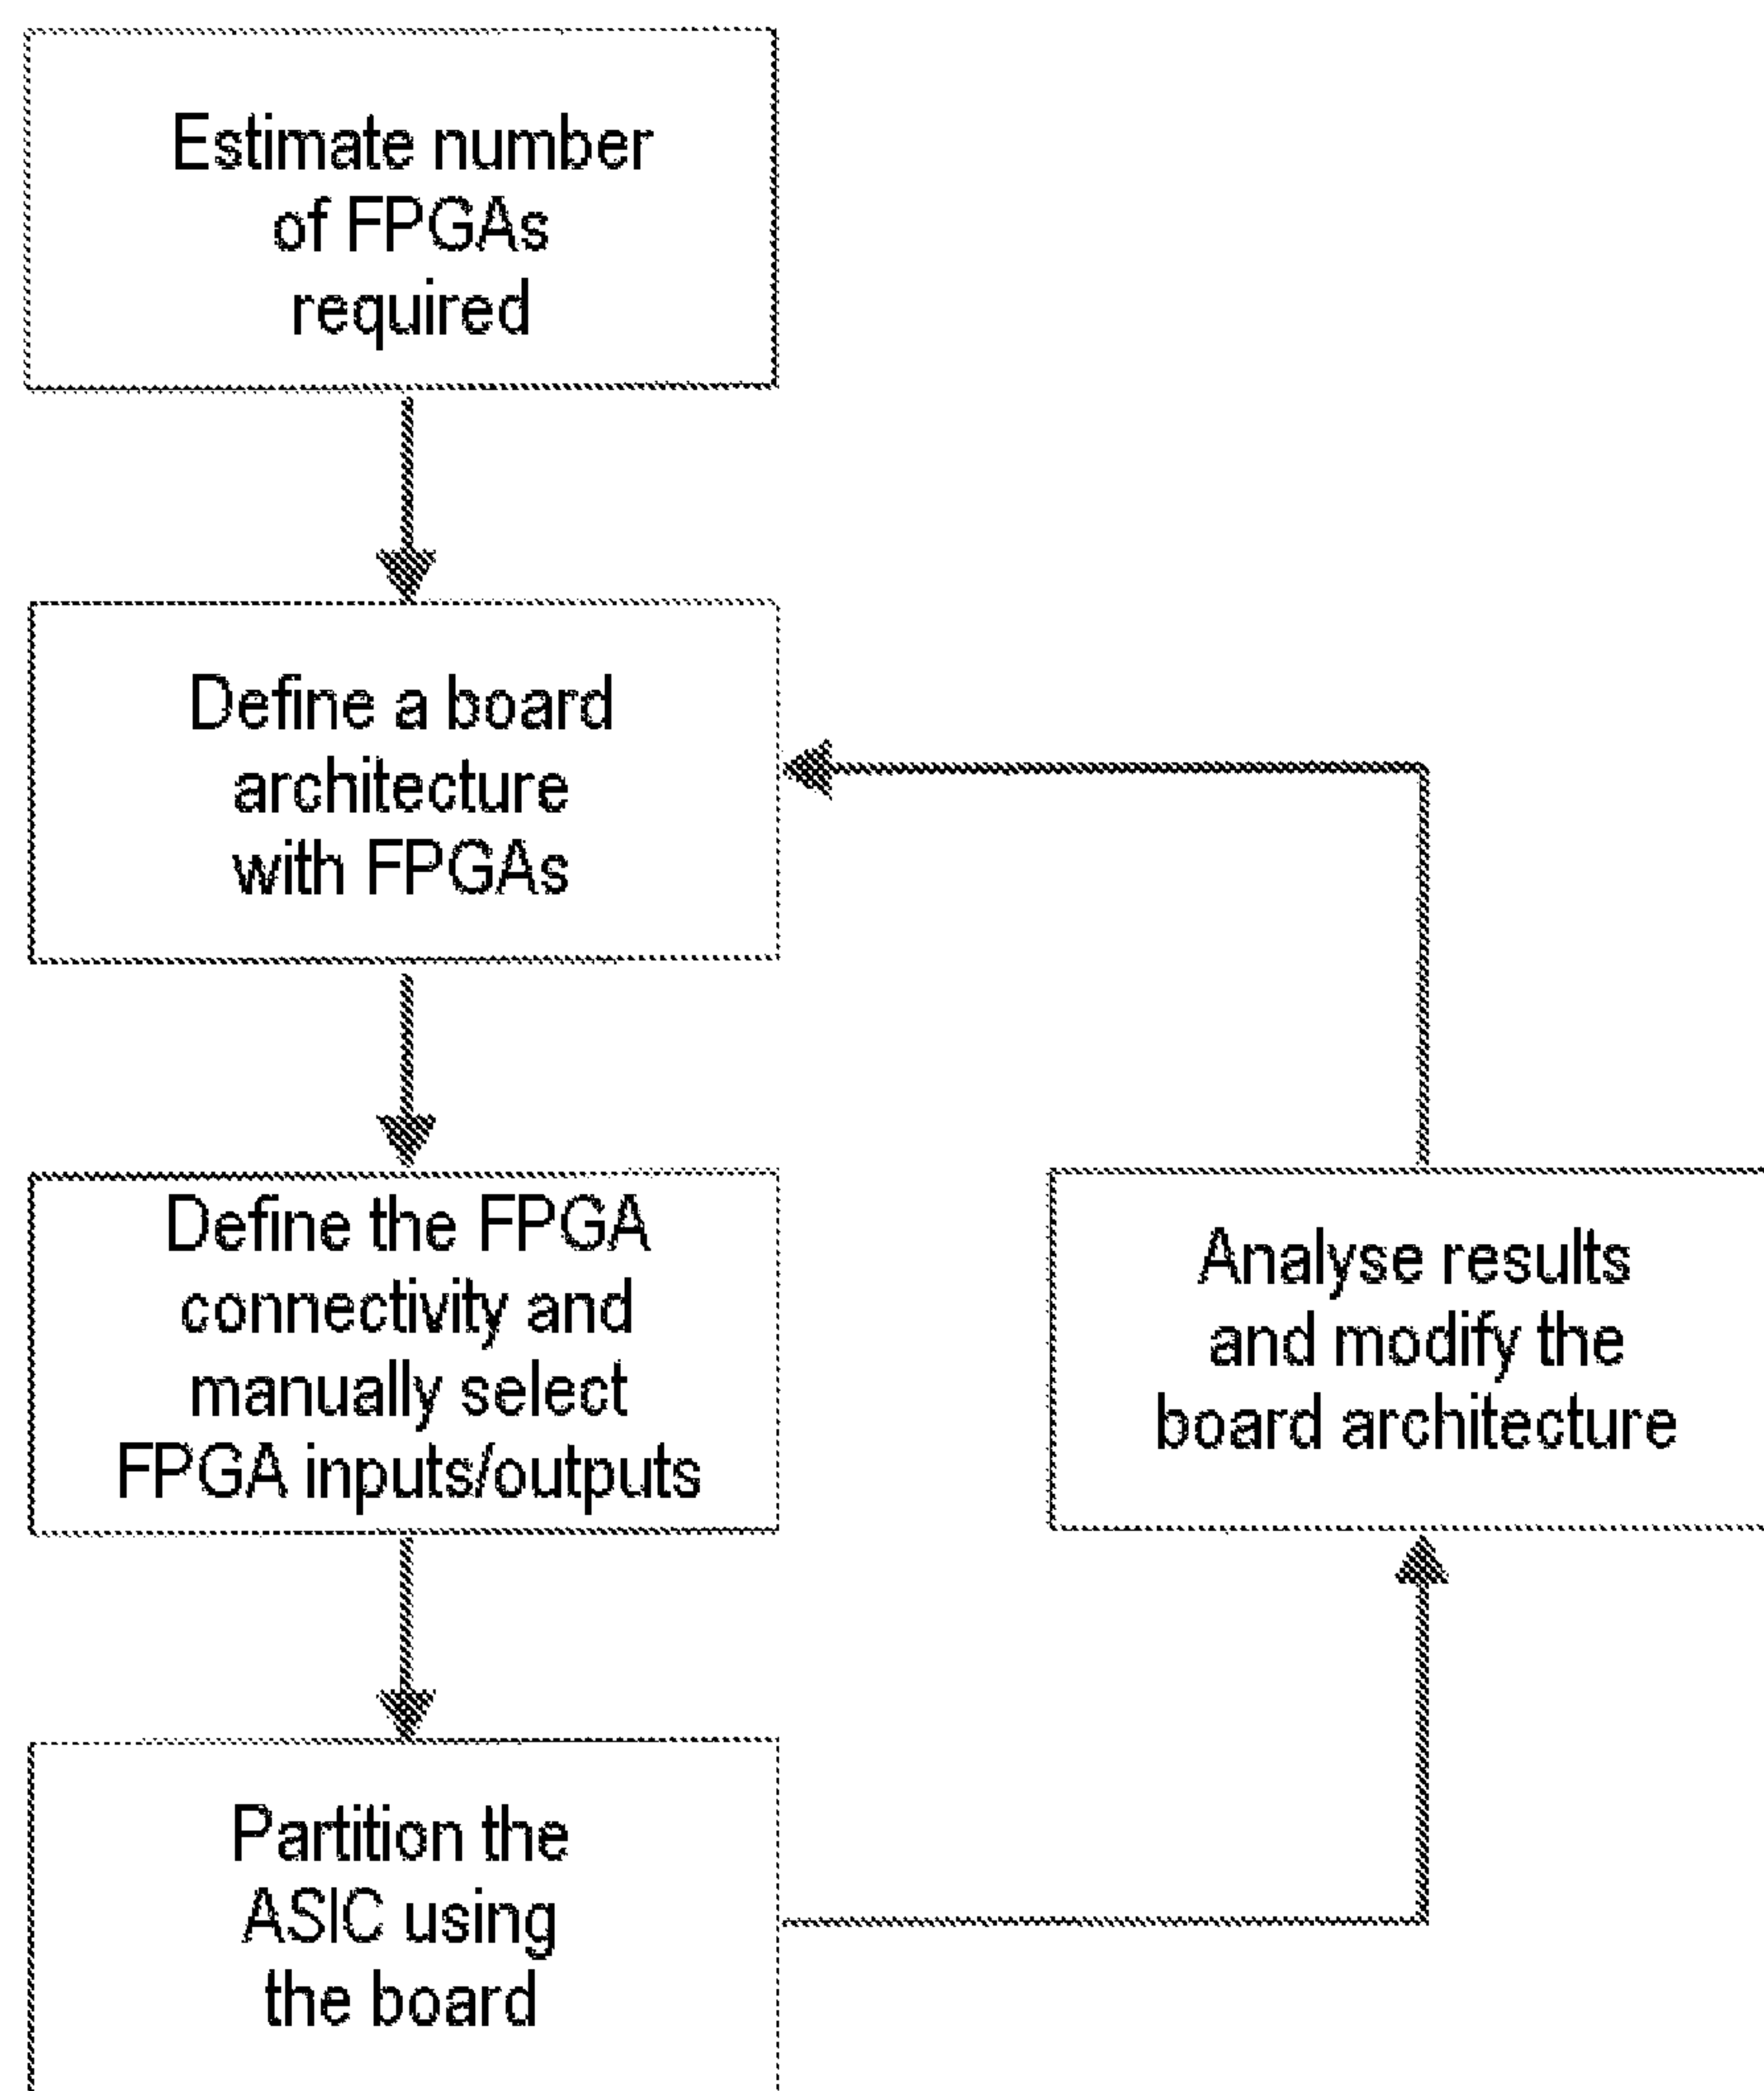 Estimate number
of FPGAs
required
Define a board
architecture
with FPGAs
Define the FPGA
connectivity and
manually select
FPGA inputs/outputs
Analyse results
and modify the
board architecture
Partition the
ASIC using
the board